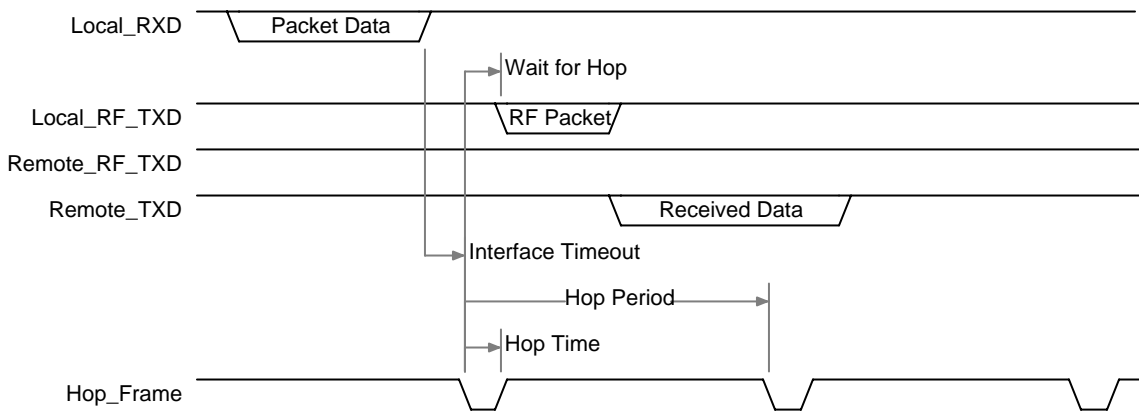 Local_RXD
Packet Data
Wait for Hop
Local_RF_TXD
RF Packet
Remote_RF_TXD
Remote_TXD
Received Data
Interface Timeout
Hop Period
Hop Time
Hop_Frame